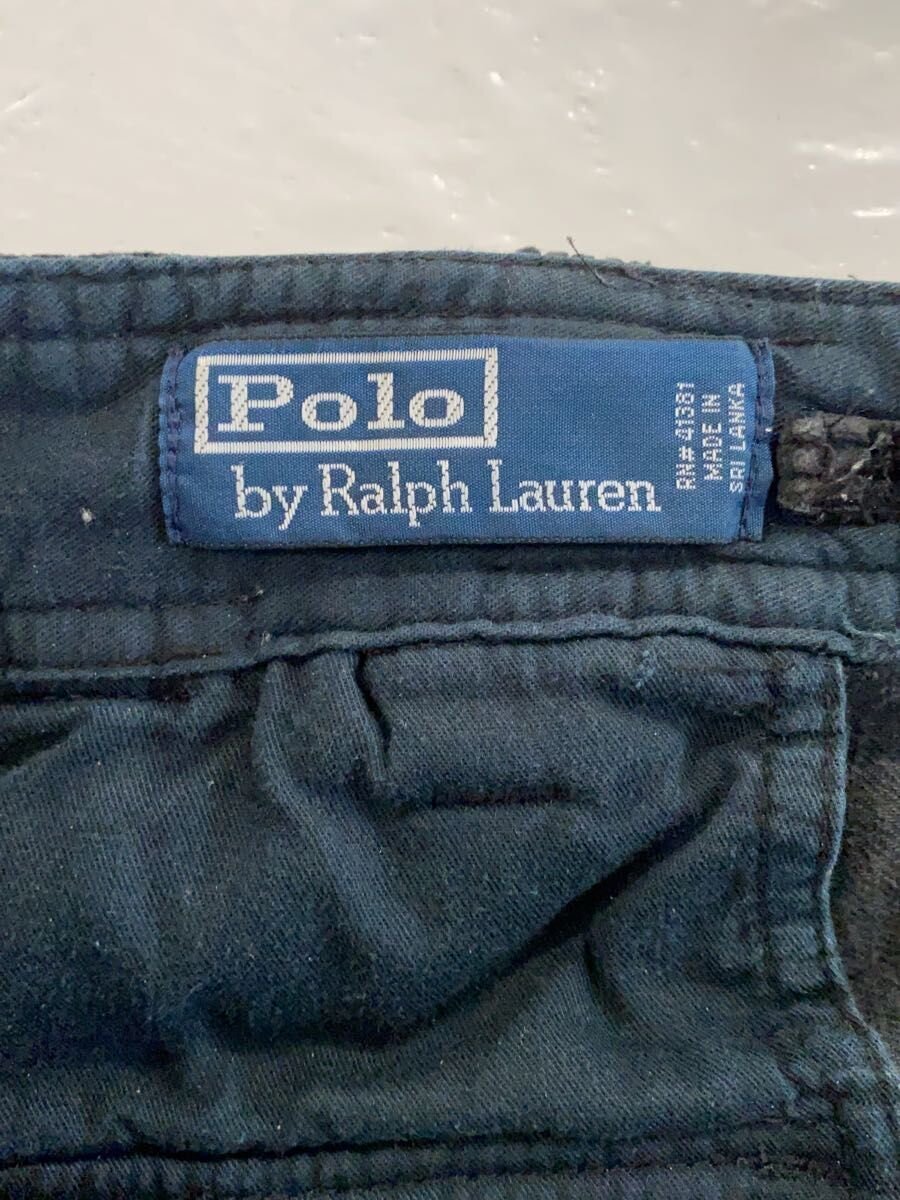 Polo
by Ralph Lauren
RN# 41381
MADE IN
SRI LANKA